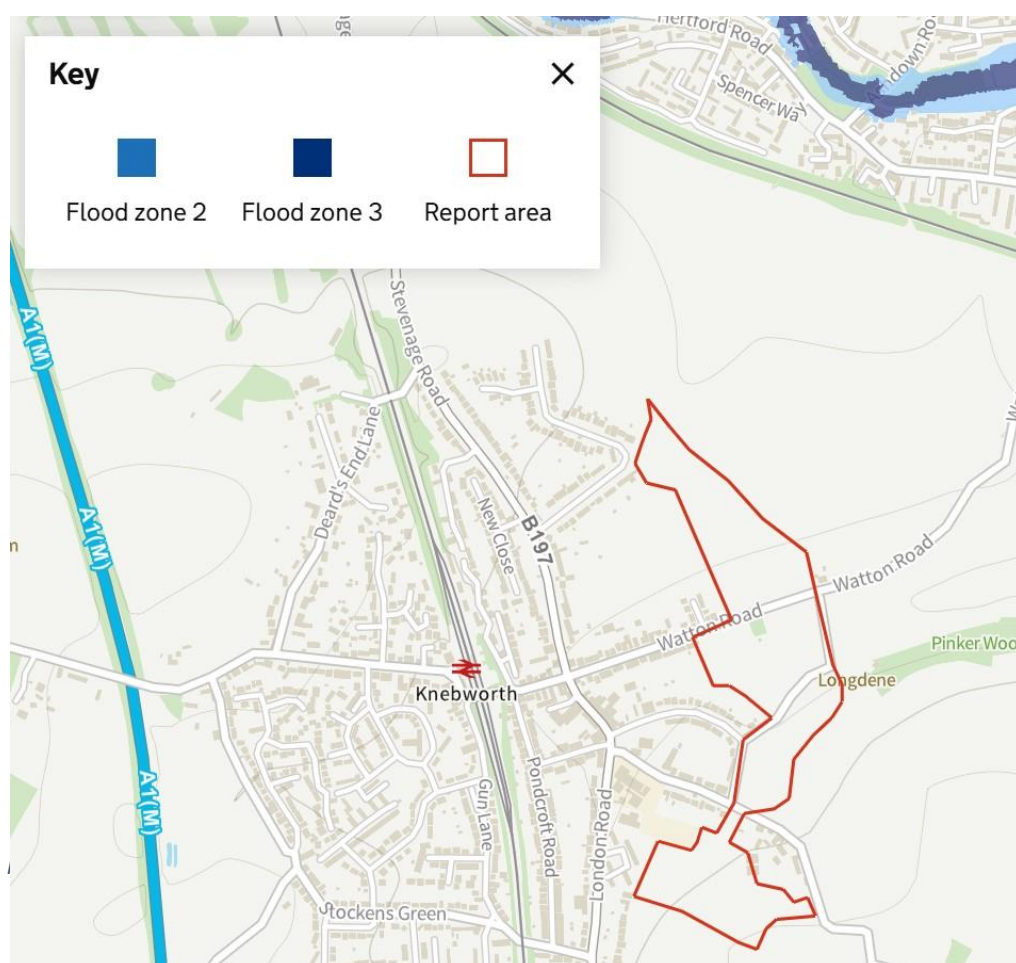 Key
Flood zone 2
Flood zone 3
Report area
Hertford Road
Spencer Way
A1(M)
Stevenage Road
Deard's End Lane
A1(M)
New Close
B197
Watton Road
Watton Road
Pinker Woo
Longdene
Knebworth
A1(M)
Gun Lane
Pondcroft Road
London Road
Stockens Green